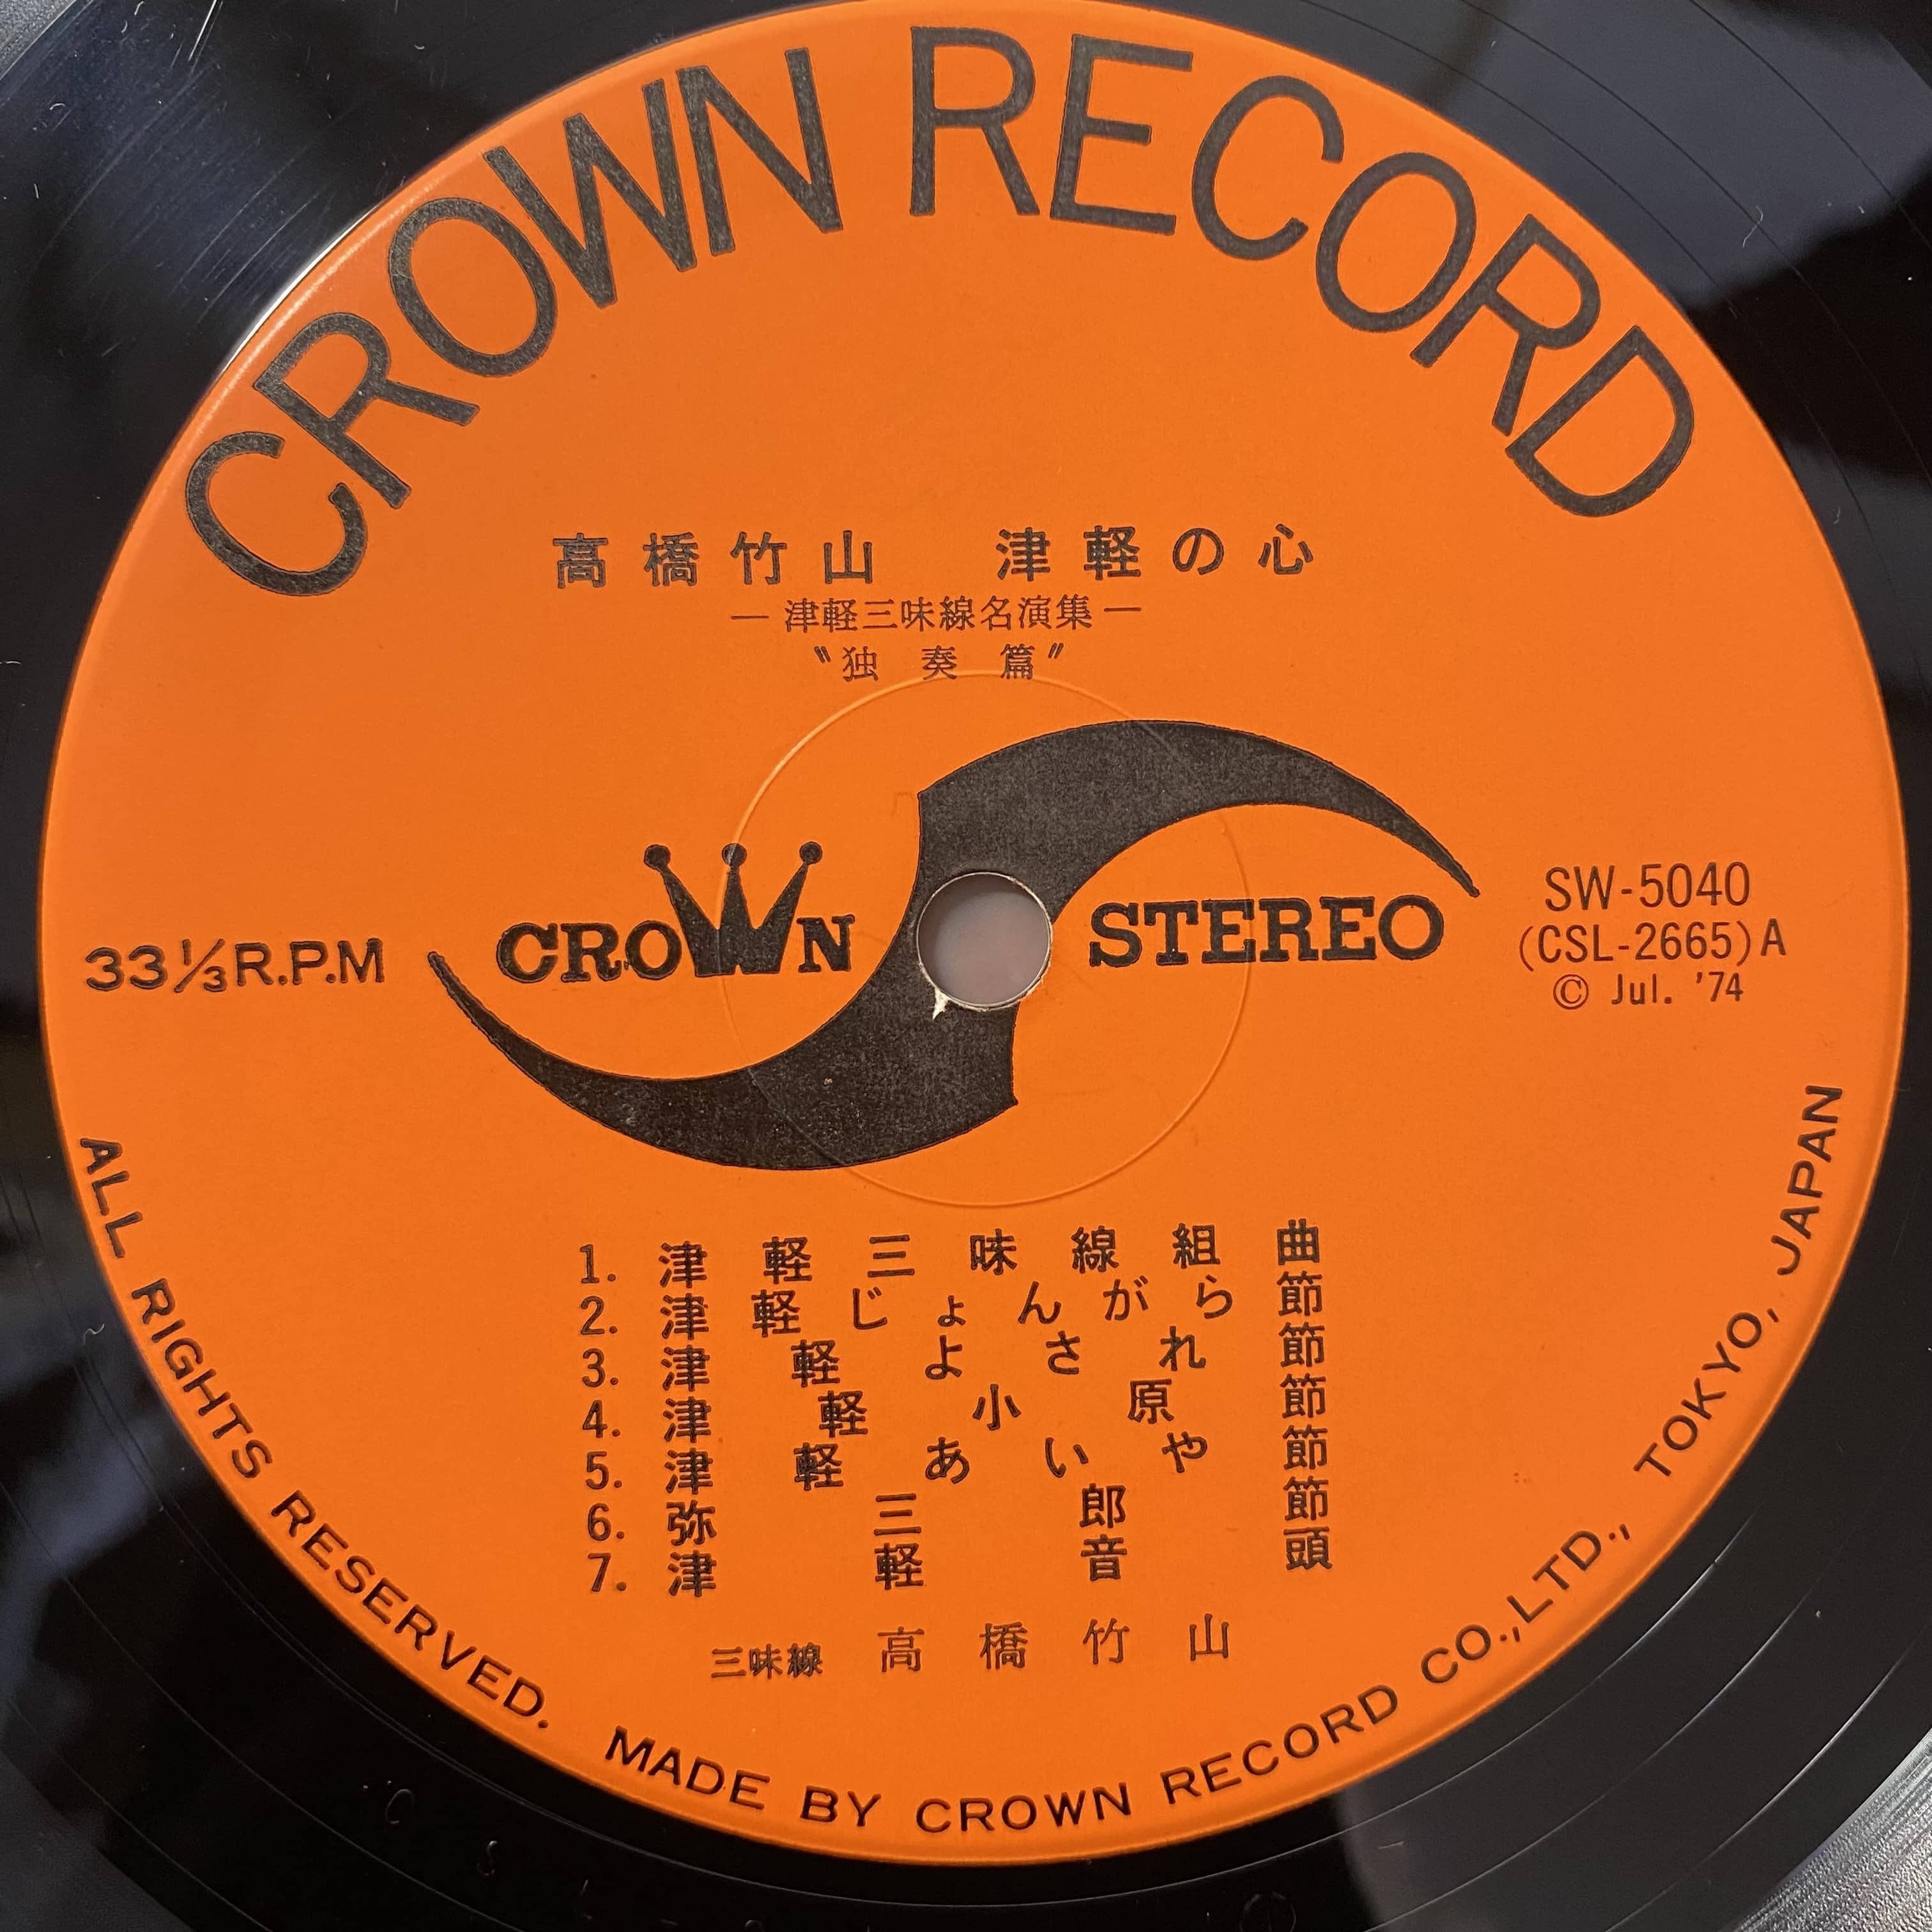 CROWN RECORD
高橋竹山 津軽の心
―津軽三味線名演集―
〝独奏篇〞
CROWN STEREO
33⅓R.P.M
SW-5040
(CSL-2665)A
© Jul. '74
1. 津軽三味線組曲
2. 津軽じょんがら節
3. 津軽よされ節
4. 津軽小原節
5. 津軽あいや節
6. 弥三郎節
7. 津軽音頭
三味線 高橋竹山
ALL RIGHTS RESERVED. MADE BY CROWN RECORD CO.,LTD., TOKYO, JAPAN